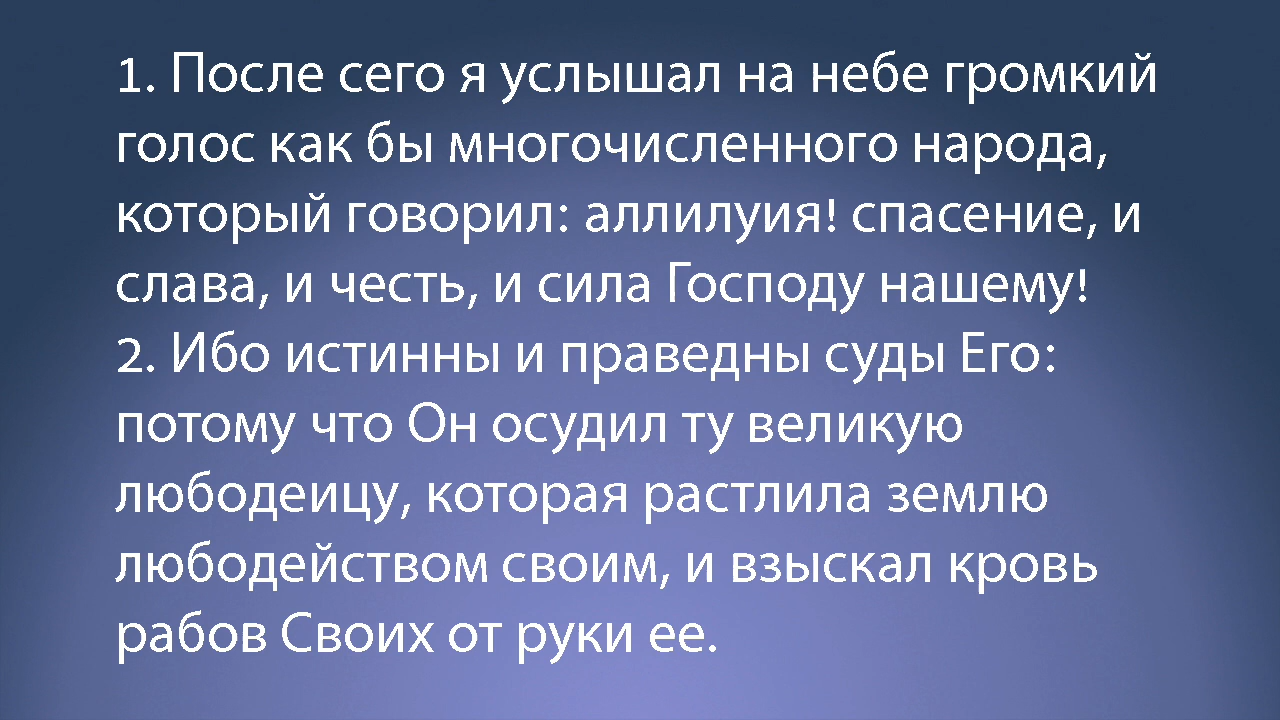 1. После сего я услышал на небе громкий
голос как бы многочисленного народа,
который говорил: аллилуия! спасение, и
слава, и честь, и сила Господу нашему!
2. Ибо истинны и праведны суды Его:
потому что Он осудил ту великую
любодеицу, которая растлила землю
любодейством своим, и взыскал кровь
рабов Своих от руки ее.